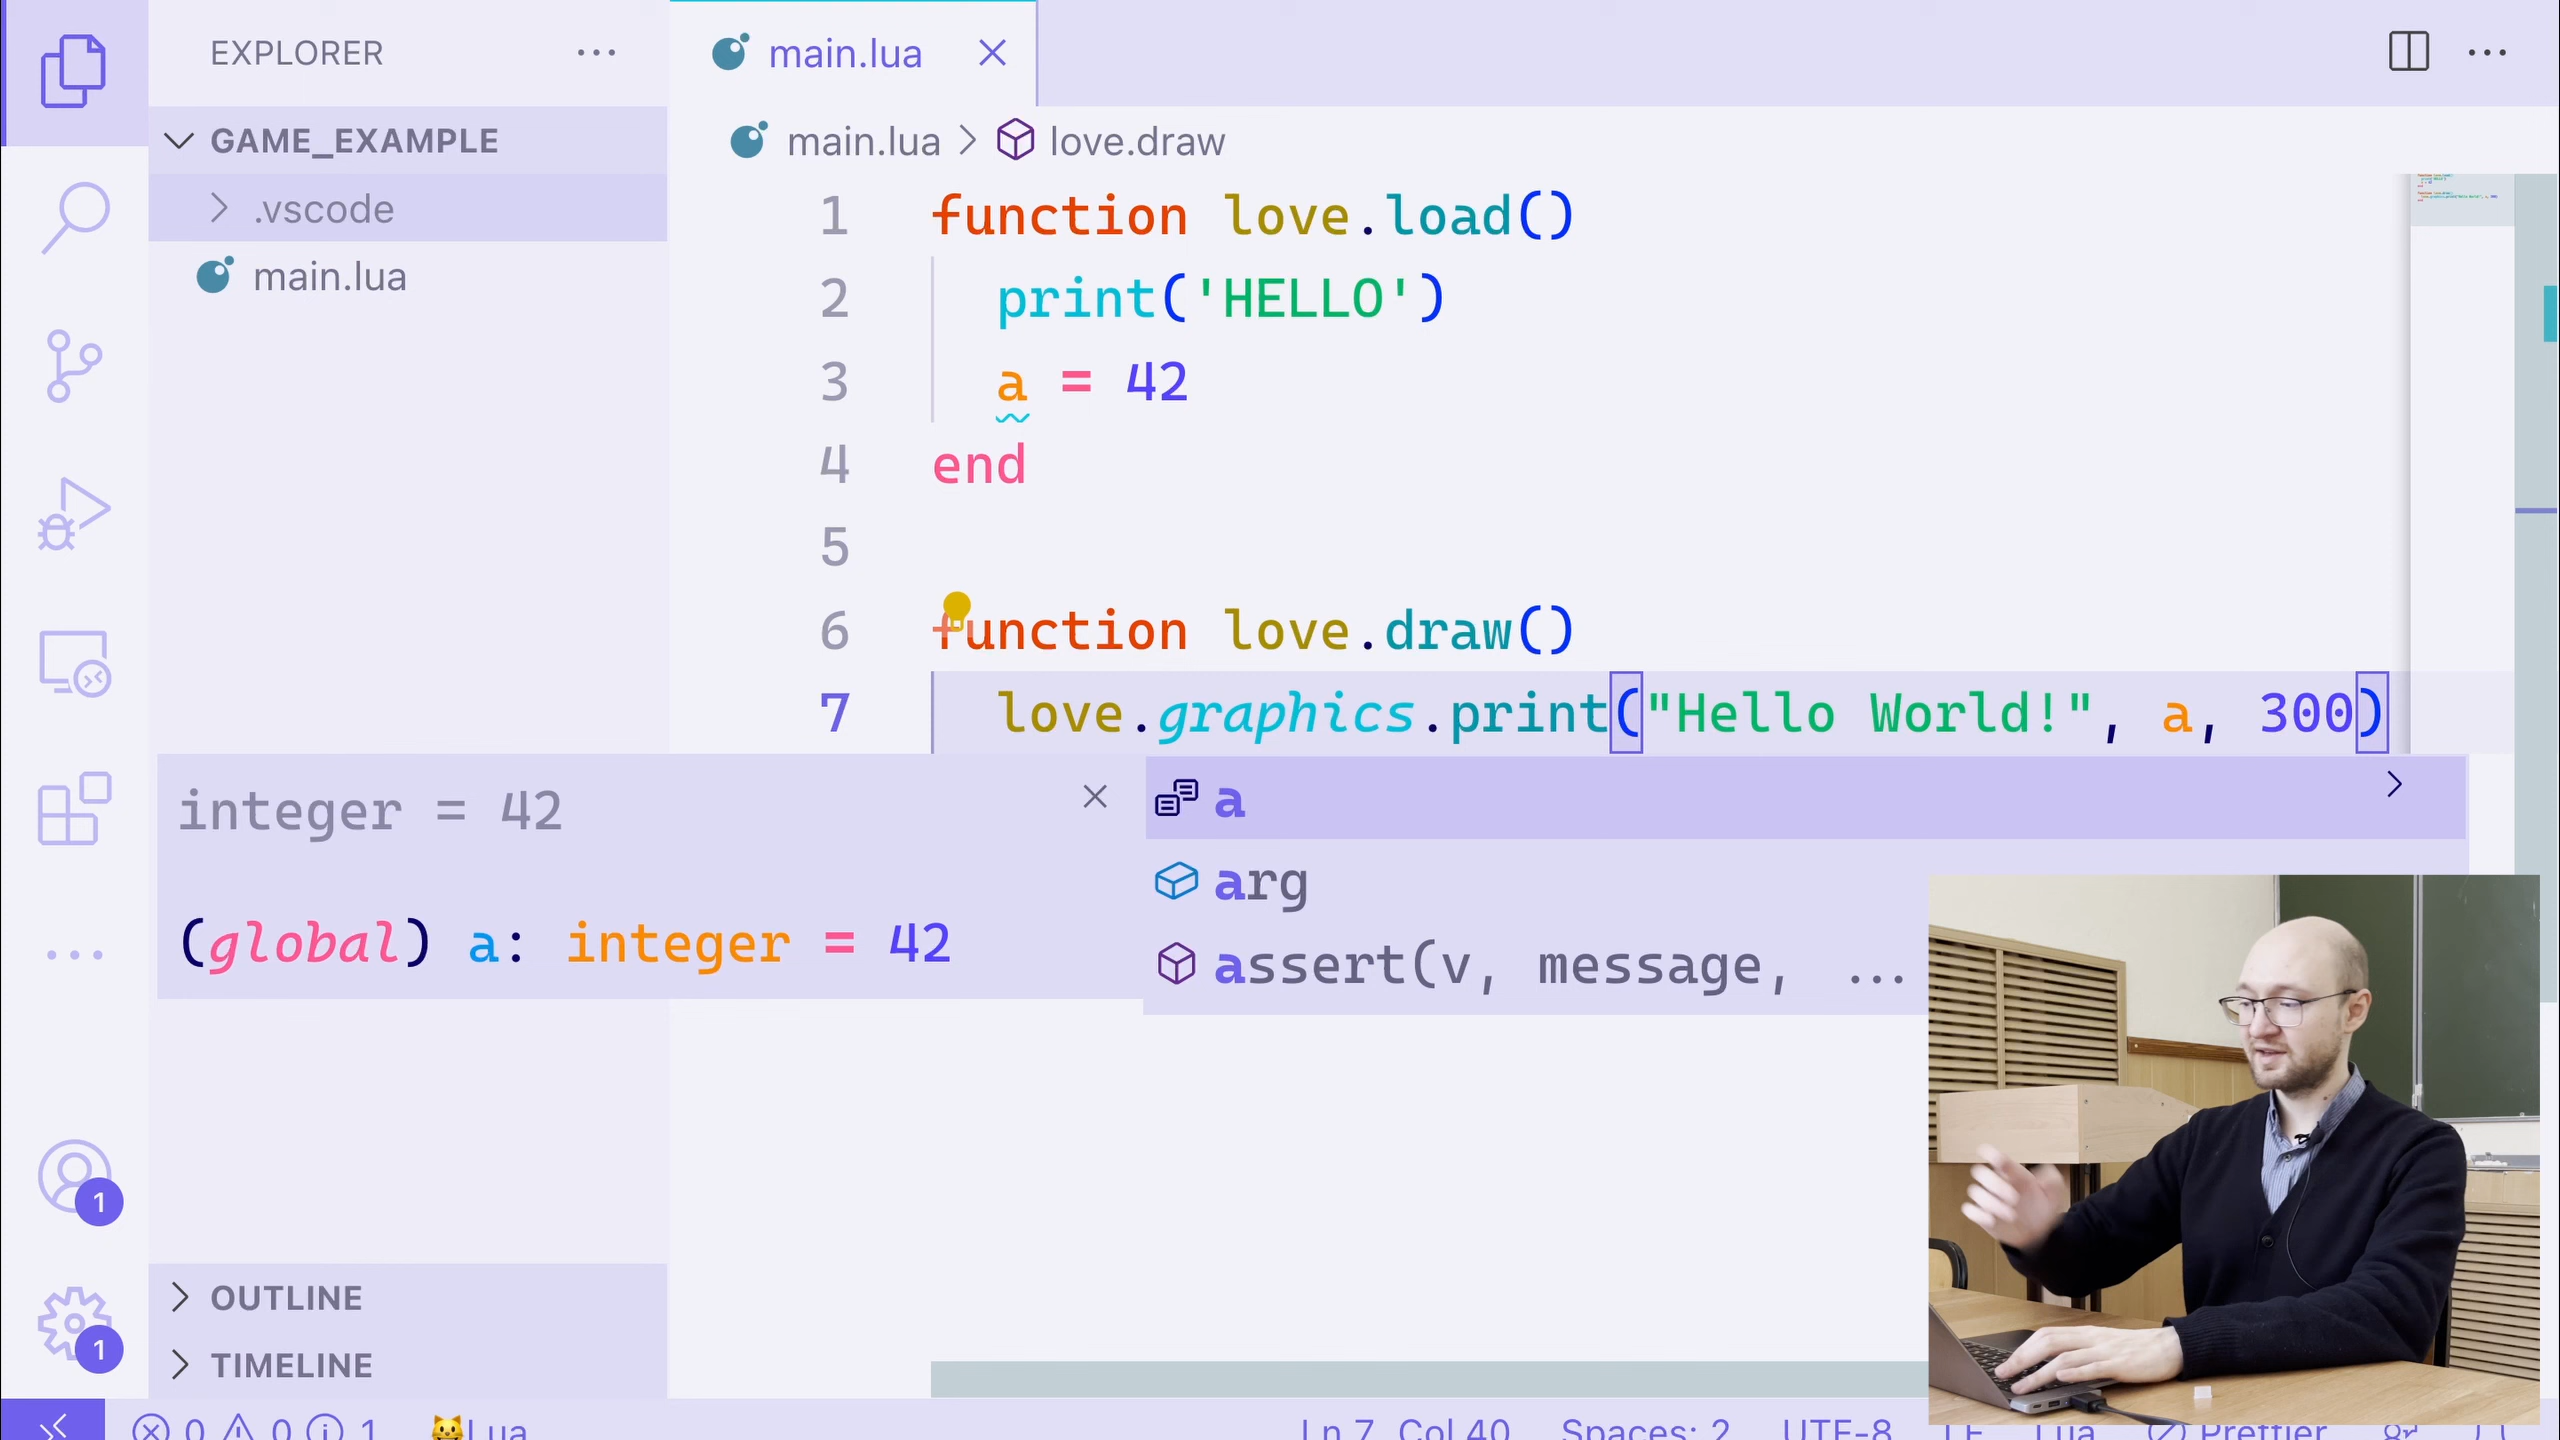 EXPLORER
main.lua
GAME_EXAMPLE
.vscode
main.lua
main.lua > love.draw
1 function love.load()
2 print('HELLO')
3 a = 42
4 end
5
6 function love.draw()
7 love.graphics.print("Hello World!", a, 300)
integer = 42
(global) a: integer = 42
a
arg
assert(v, message, ...
1
1
OUTLINE
TIMELINE
0 0 1 Lua
Ln 7, Col 40 Spaces: 2 UTF-8 LF Lua Prettier